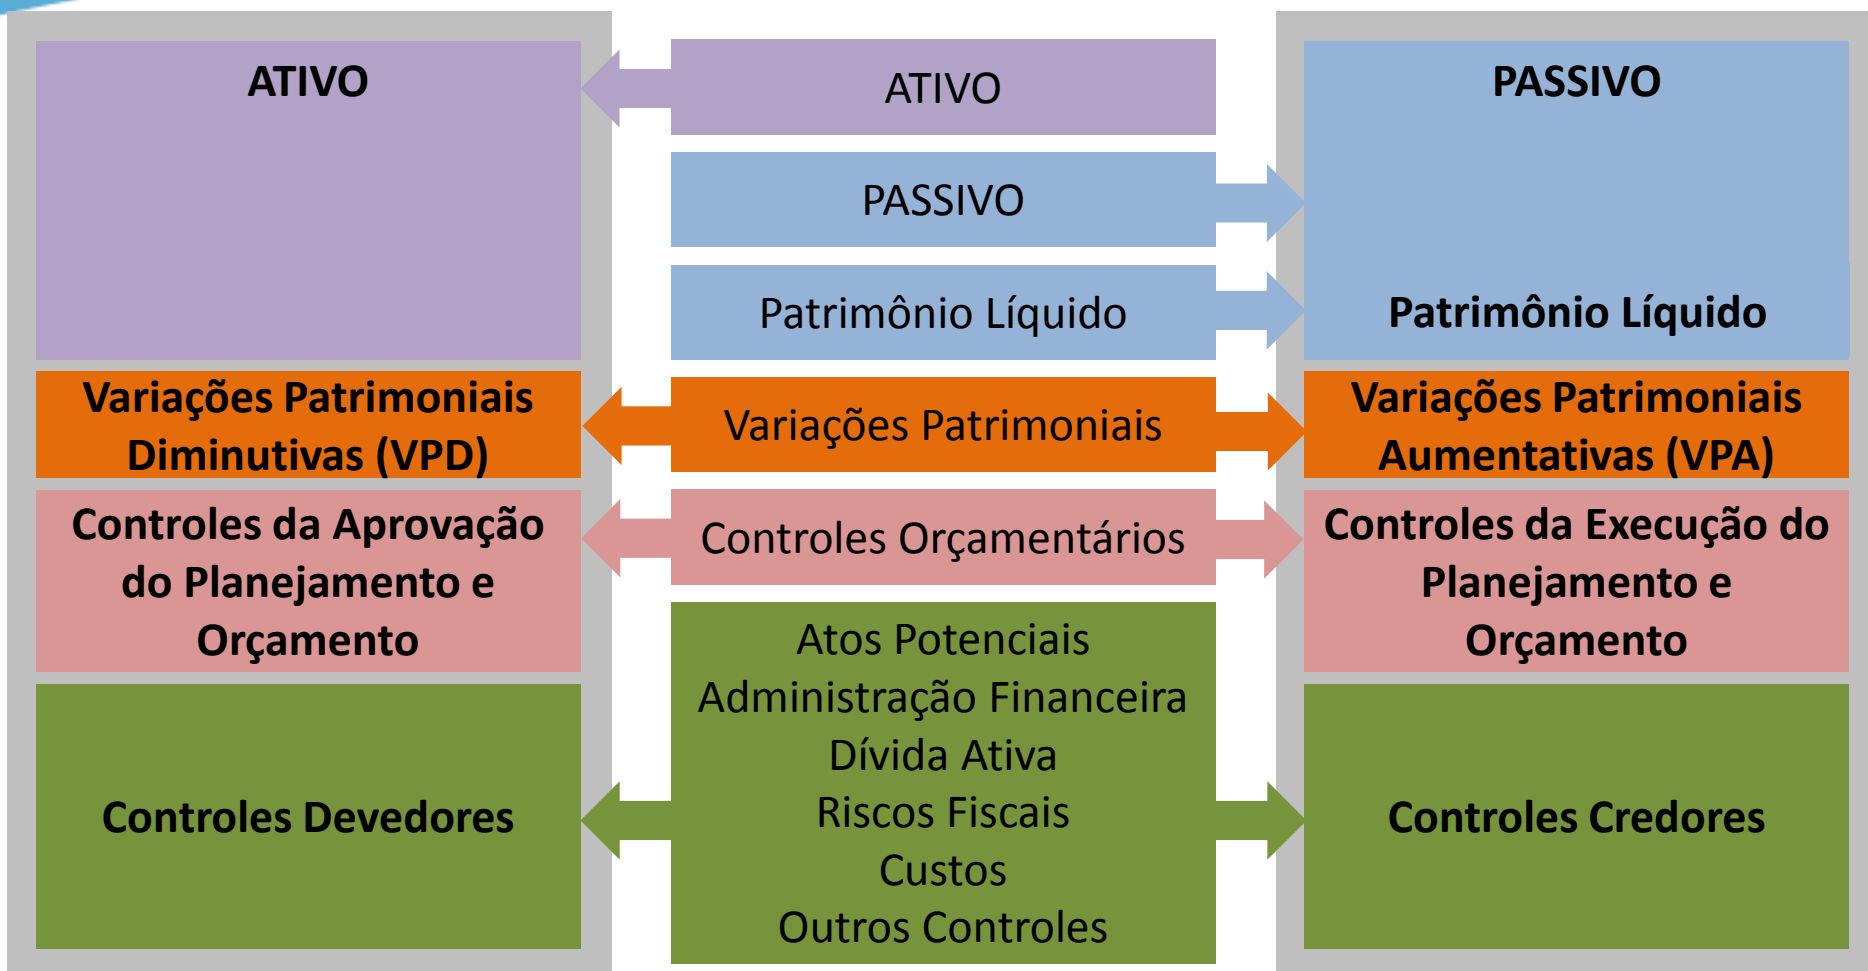 ATIVO
Variações Patrimoniais
Diminutivas (VPD)
Controles da Aprovação
do Planejamento e
Orçamento
Controles Devedores
ATIVO
PASSIVO
Patrimônio Líquido
Variações Patrimoniais
Controles Orçamentários
Atos Potenciais
Administração Financeira
Dívida Ativa
Riscos Fiscais
Custos
Outros Controles
PASSIVO
Patrimônio Líquido
Variações Patrimoniais
Aumentativas (VPA)
Controles da Execução do
Planejamento e
Orçamento
Controles Credores